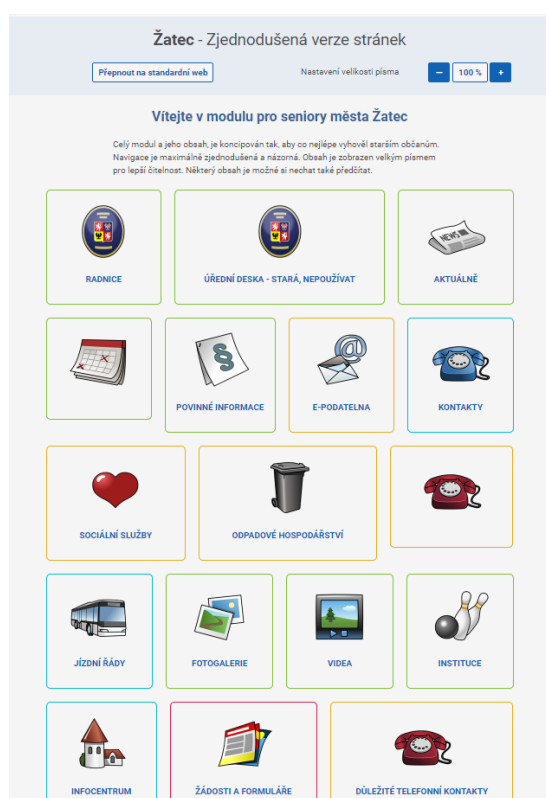 Žatec - Zjednodušená verze stránek
Přepnout na standardní web
Nastavení velikosti písma
– 100 % +
Vítejte v modulu pro seniory města Žatec
Celý modul a jeho obsah, je koncipován tak, aby co nejlépe vyhověl starším občanům.
Navigace je maximálně zjednodušená a názorná. Obsah je zobrazen velkým písmem
pro lepší čitelnost. Některý obsah je možné si nechat také předčítat.
RADNICE
ÚŘEDNÍ DESKA - STARÁ, NEPOUŽÍVAT
NEWS
AKTUÁLNĚ
POVINNÉ INFORMACE
E-PODATELNA
KONTAKTY
SOCIÁLNÍ SLUŽBY
ODPADOVÉ HOSPODÁŘSTVÍ
JÍZDNÍ ŘÁDY
FOTOGALERIE
VIDEA
INSTITUCE
INFOCENTRUM
ŽÁDOSTI A FORMULÁŘE
DŮLEŽITÉ TELEFONNÍ KONTAKTY